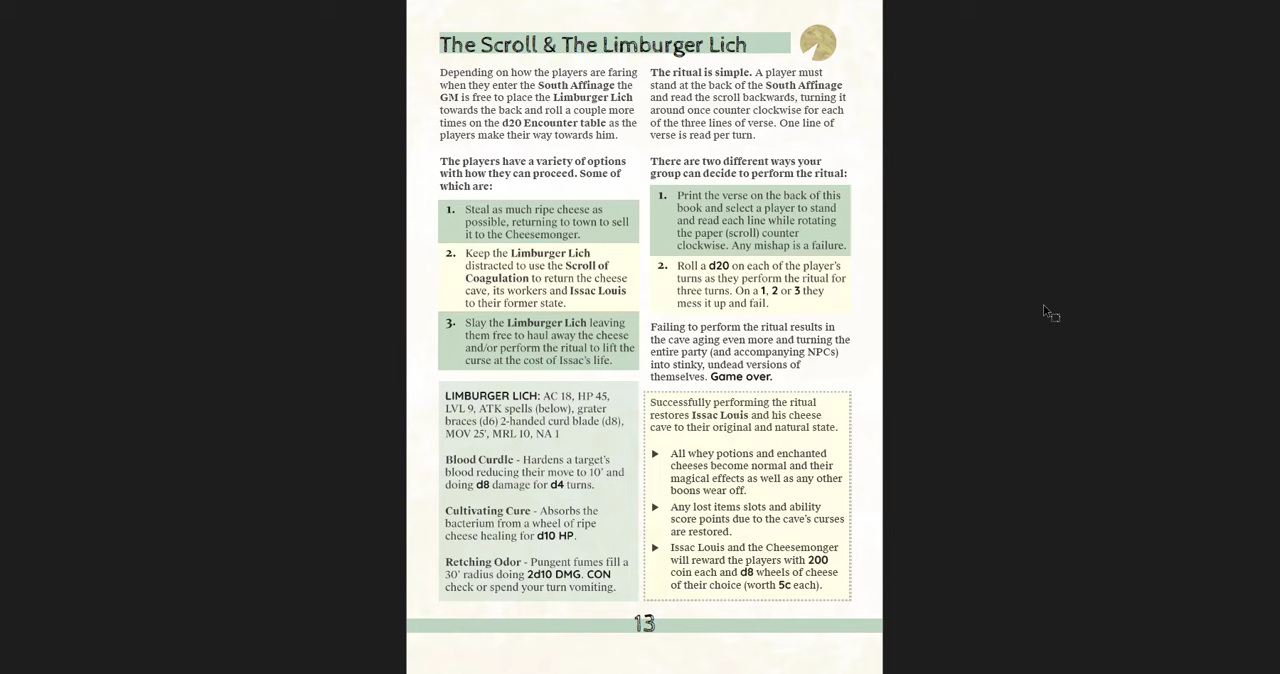 The Scroll & The Limburger Lich
Depending on how the players are faring
when they enter the South Affinage the
GM is free to place the Limburger Lich
towards the back and roll a couple more
times on the d20 Encounter table as the
players make their way towards him.
The players have a variety of options
with how they can proceed. Some of
which are:
1. Steal as much ripe cheese as
possible, returning to town to sell
it to the Cheesemonger.
2. Keep the Limburger Lich
distracted to use the Scroll of
Coagulation to return the cheese
cave, its workers and Issac Louis
to their former state.
3. Slay the Limburger Lich leaving
them free to haul away the cheese
and/or perform the ritual to lift the
curse at the cost of Issac's life.
LIMBURGER LICH: AC 18, HP 45,
LVL 9, ATK spells (below), grater
braces (d6) 2-handed curd blade (d8),
MOV 25', MRL 10, NA 1
Blood Curdle - Hardens a target's
blood reducing their move to 10' and
doing d8 damage for d4 turns.
Cultivating Cure - Absorbs the
bacterium from a wheel of ripe
cheese healing for d10 HP.
Retching Odor - Pungent fumes fill a
30' radius doing 2d10 DMG. CON
check or spend your turn vomiting.
The ritual is simple. A player must
stand at the back of the South Affinage
and read the scroll backwards, turning it
around once counter clockwise for each
of the three lines of verse. One line of
verse is read per turn.
There are two different ways your
group can decide to perform the ritual:
1. Print the verse on the back of this
book and select a player to stand
and read each line while rotating
the paper (scroll) counter
clockwise. Any mishap is a failure.
2. Roll a d20 on each of the player's
turns as they perform the ritual for
three turns. On a 1, 2 or 3 they
mess it up and fail.
Failing to perform the ritual results in
the cave aging even more and turning the
entire party (and accompanying NPCs)
into stinky, undead versions of
themselves. Game over.
Successfully performing the ritual
restores Issac Louis and his cheese
cave to their original and natural state.
All whey potions and enchanted
cheeses become normal and their
magical effects as well as any other
boons wear off.
Any lost items slots and ability
score points due to the cave's curses
are restored.
Issac Louis and the Cheesemonger
will reward the players with 200
coin each and d8 wheels of cheese
of their choice (worth 5c each).
13